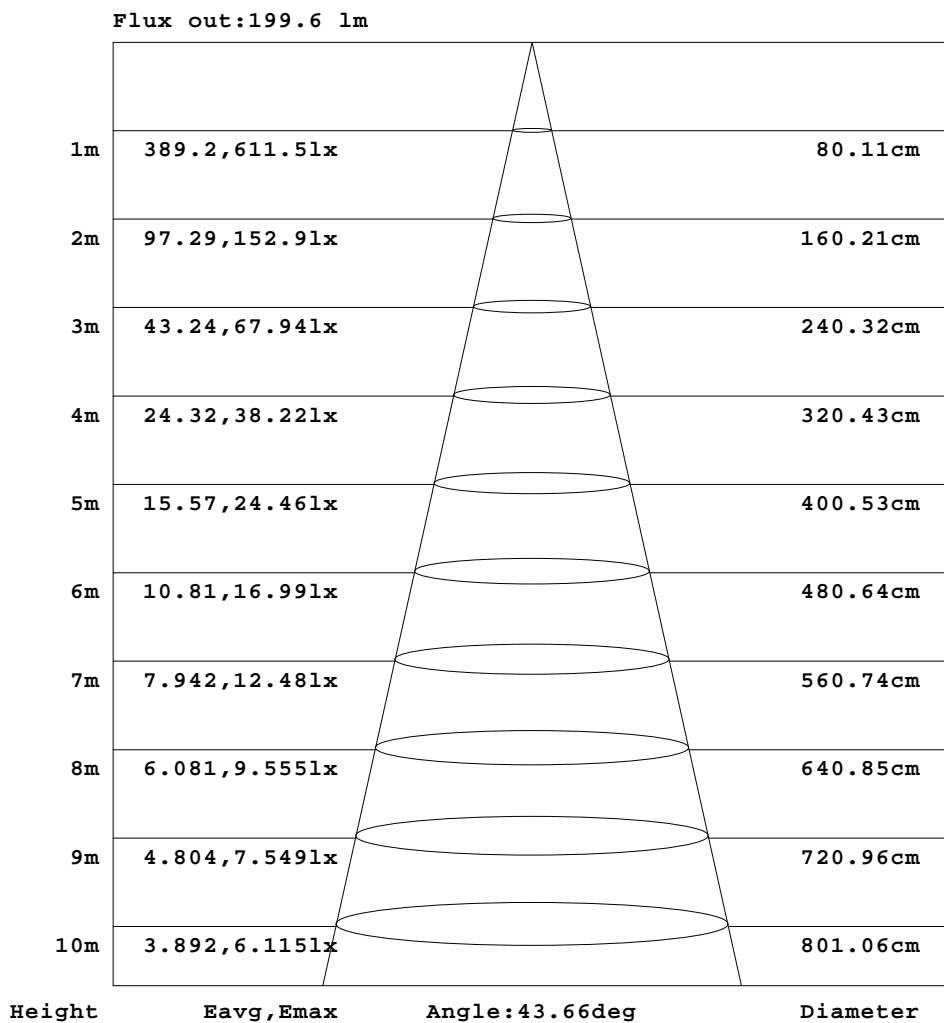 Flux out:199.6 lm
1m 389.2,611.5lx 80.11cm
2m 97.29,152.9lx 160.21cm
3m 43.24,67.94lx 240.32cm
4m 24.32,38.22lx 320.43cm
5m 15.57,24.46lx 400.53cm
6m 10.81,16.99lx 480.64cm
7m 7.942,12.48lx 560.74cm
8m 6.081,9.555lx 640.85cm
9m 4.804,7.549lx 720.96cm
10m 3.892,6.115lx 801.06cm
Height Eavg,Emax Angle:43.66deg Diameter